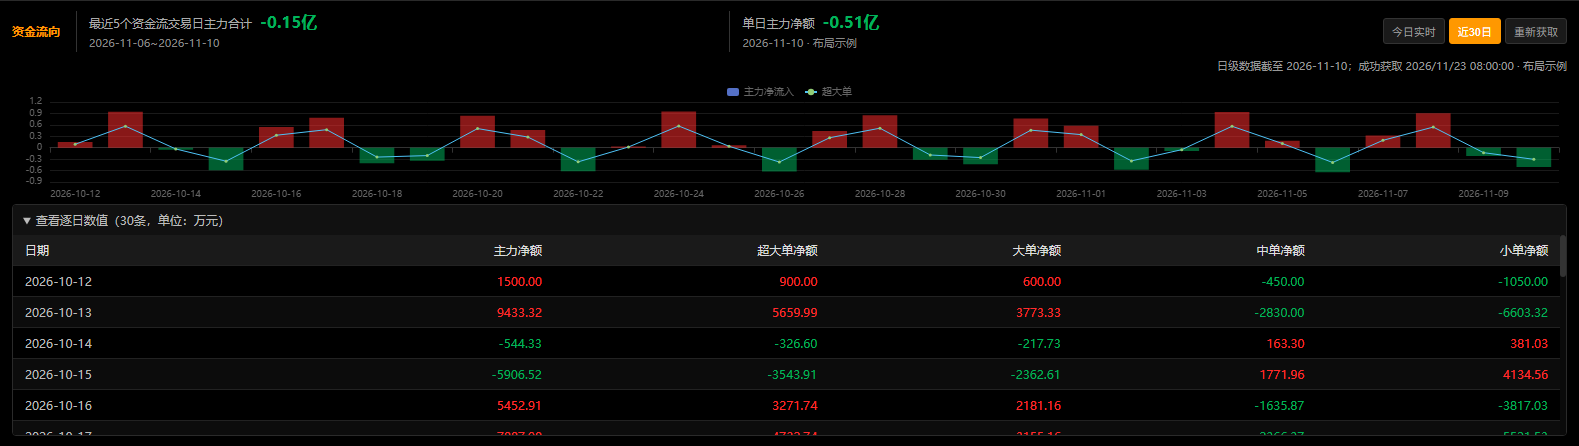 资金流向
最近5个资金流交易日主力合计 -0.15亿
2026-11-06~2026-11-10
单日主力净额 -0.51亿
2026-11-10 · 布局示例
今日实时 近30日 重新获取
日级数据截至 2026-11-10；成功获取 2026/11/23 08:00:00 · 布局示例
主力净流入 超大单
1.2
0.9
0.6
0.3
0
-0.3
-0.6
-0.9
2026-10-12 2026-10-14 2026-10-16 2026-10-18 2026-10-20 2026-10-22 2026-10-24 2026-10-26 2026-10-28 2026-10-30 2026-11-01 2026-11-03 2026-11-05 2026-11-07 2026-11-09
▼ 查看逐日数值（30条，单位：万元）
日期 主力净额 超大单净额 大单净额 中单净额 小单净额
2026-10-12 1500.00 900.00 600.00 -450.00 -1050.00
2026-10-13 9433.32 5659.99 3773.33 -2830.00 -6603.32
2026-10-14 -544.33 -326.60 -217.73 163.30 381.03
2026-10-15 -5906.52 -3543.91 -2362.61 1771.96 4134.56
2026-10-16 5452.91 3271.74 2181.16 -1635.87 -3817.03
2026-10-17